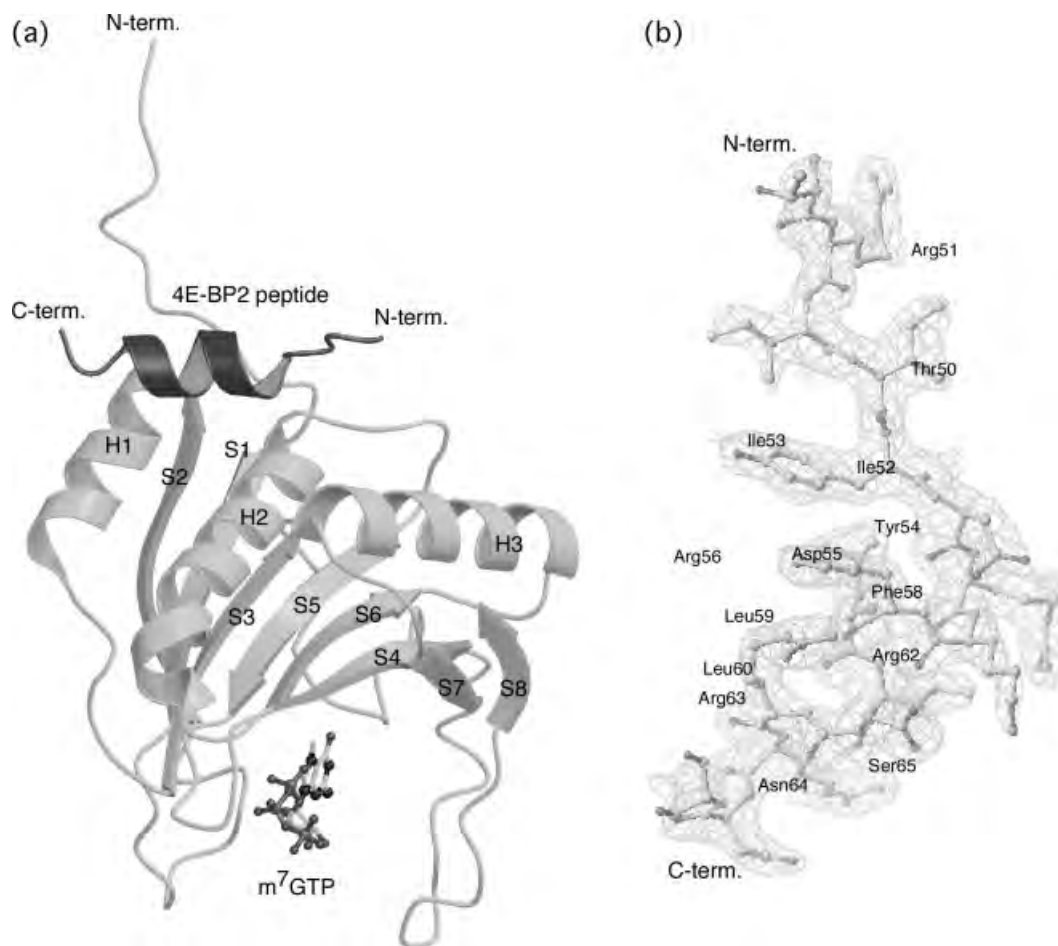 (a)
N-term.
4E-BP2 peptide
C-term.
N-term.
H1
S2
S1
H2
H3
S3
S5
S6
S4
S7
S8
m⁷GTP
(b)
N-term.
Arg51
Thr50
Ile53
Ile52
Tyr54
Arg56
Asp55
Phe58
Leu59
Arg62
Leu60
Arg63
Ser65
Asn64
C-term.